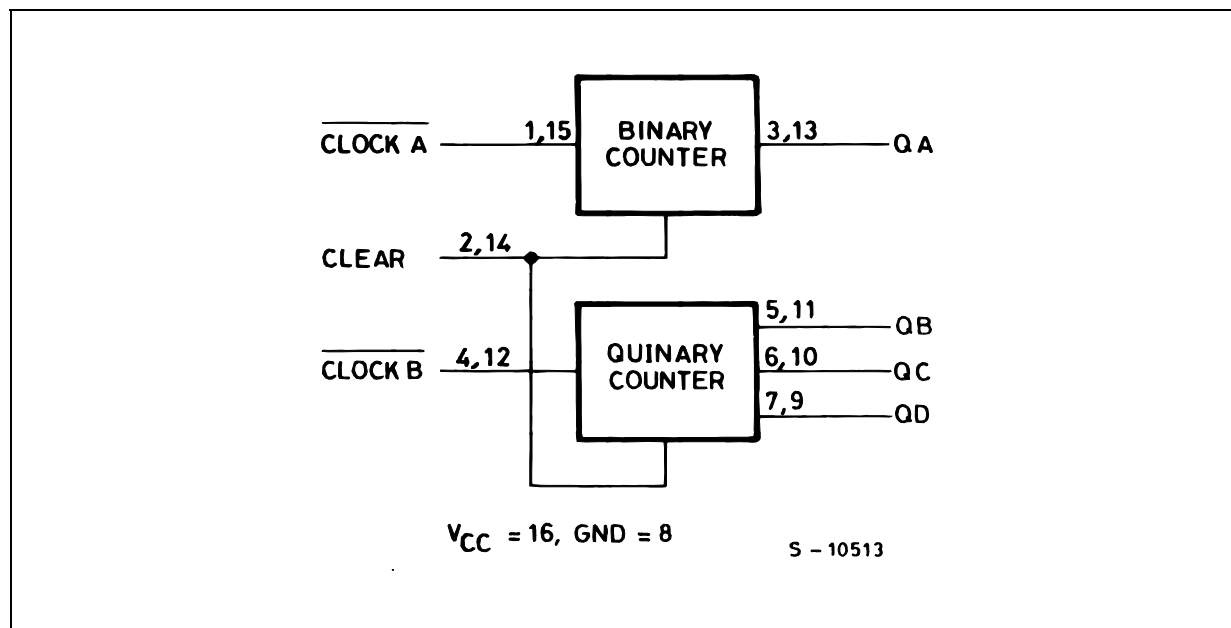 CLOCK A
1,15
BINARY
COUNTER
3,13
QA
CLEAR
2,14
CLOCK B
4,12
QUINARY
COUNTER
5,11
QB
6,10
QC
7,9
QD
VCC = 16, GND = 8
S - 10513